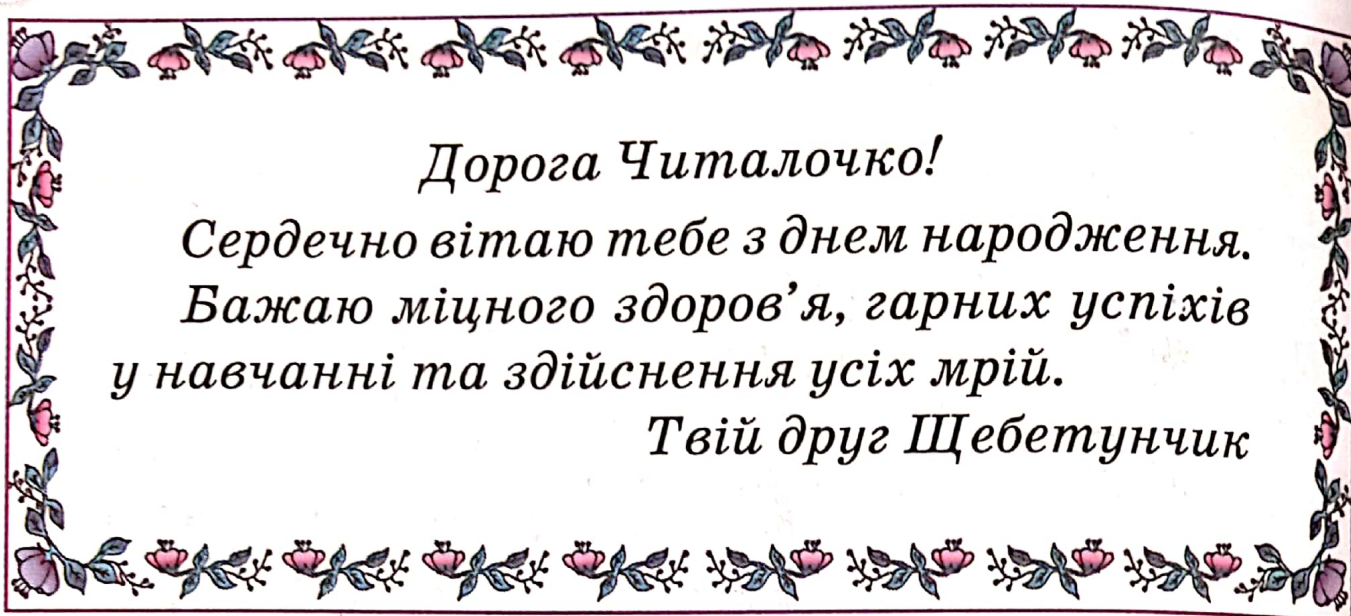 Дорога Читалочко!
Сердечно вітаю тебе з днем народження.
Бажаю міцного здоров’я, гарних успіхів
у навчанні та здійснення усіх мрій.
Твій друг Щебетунчик